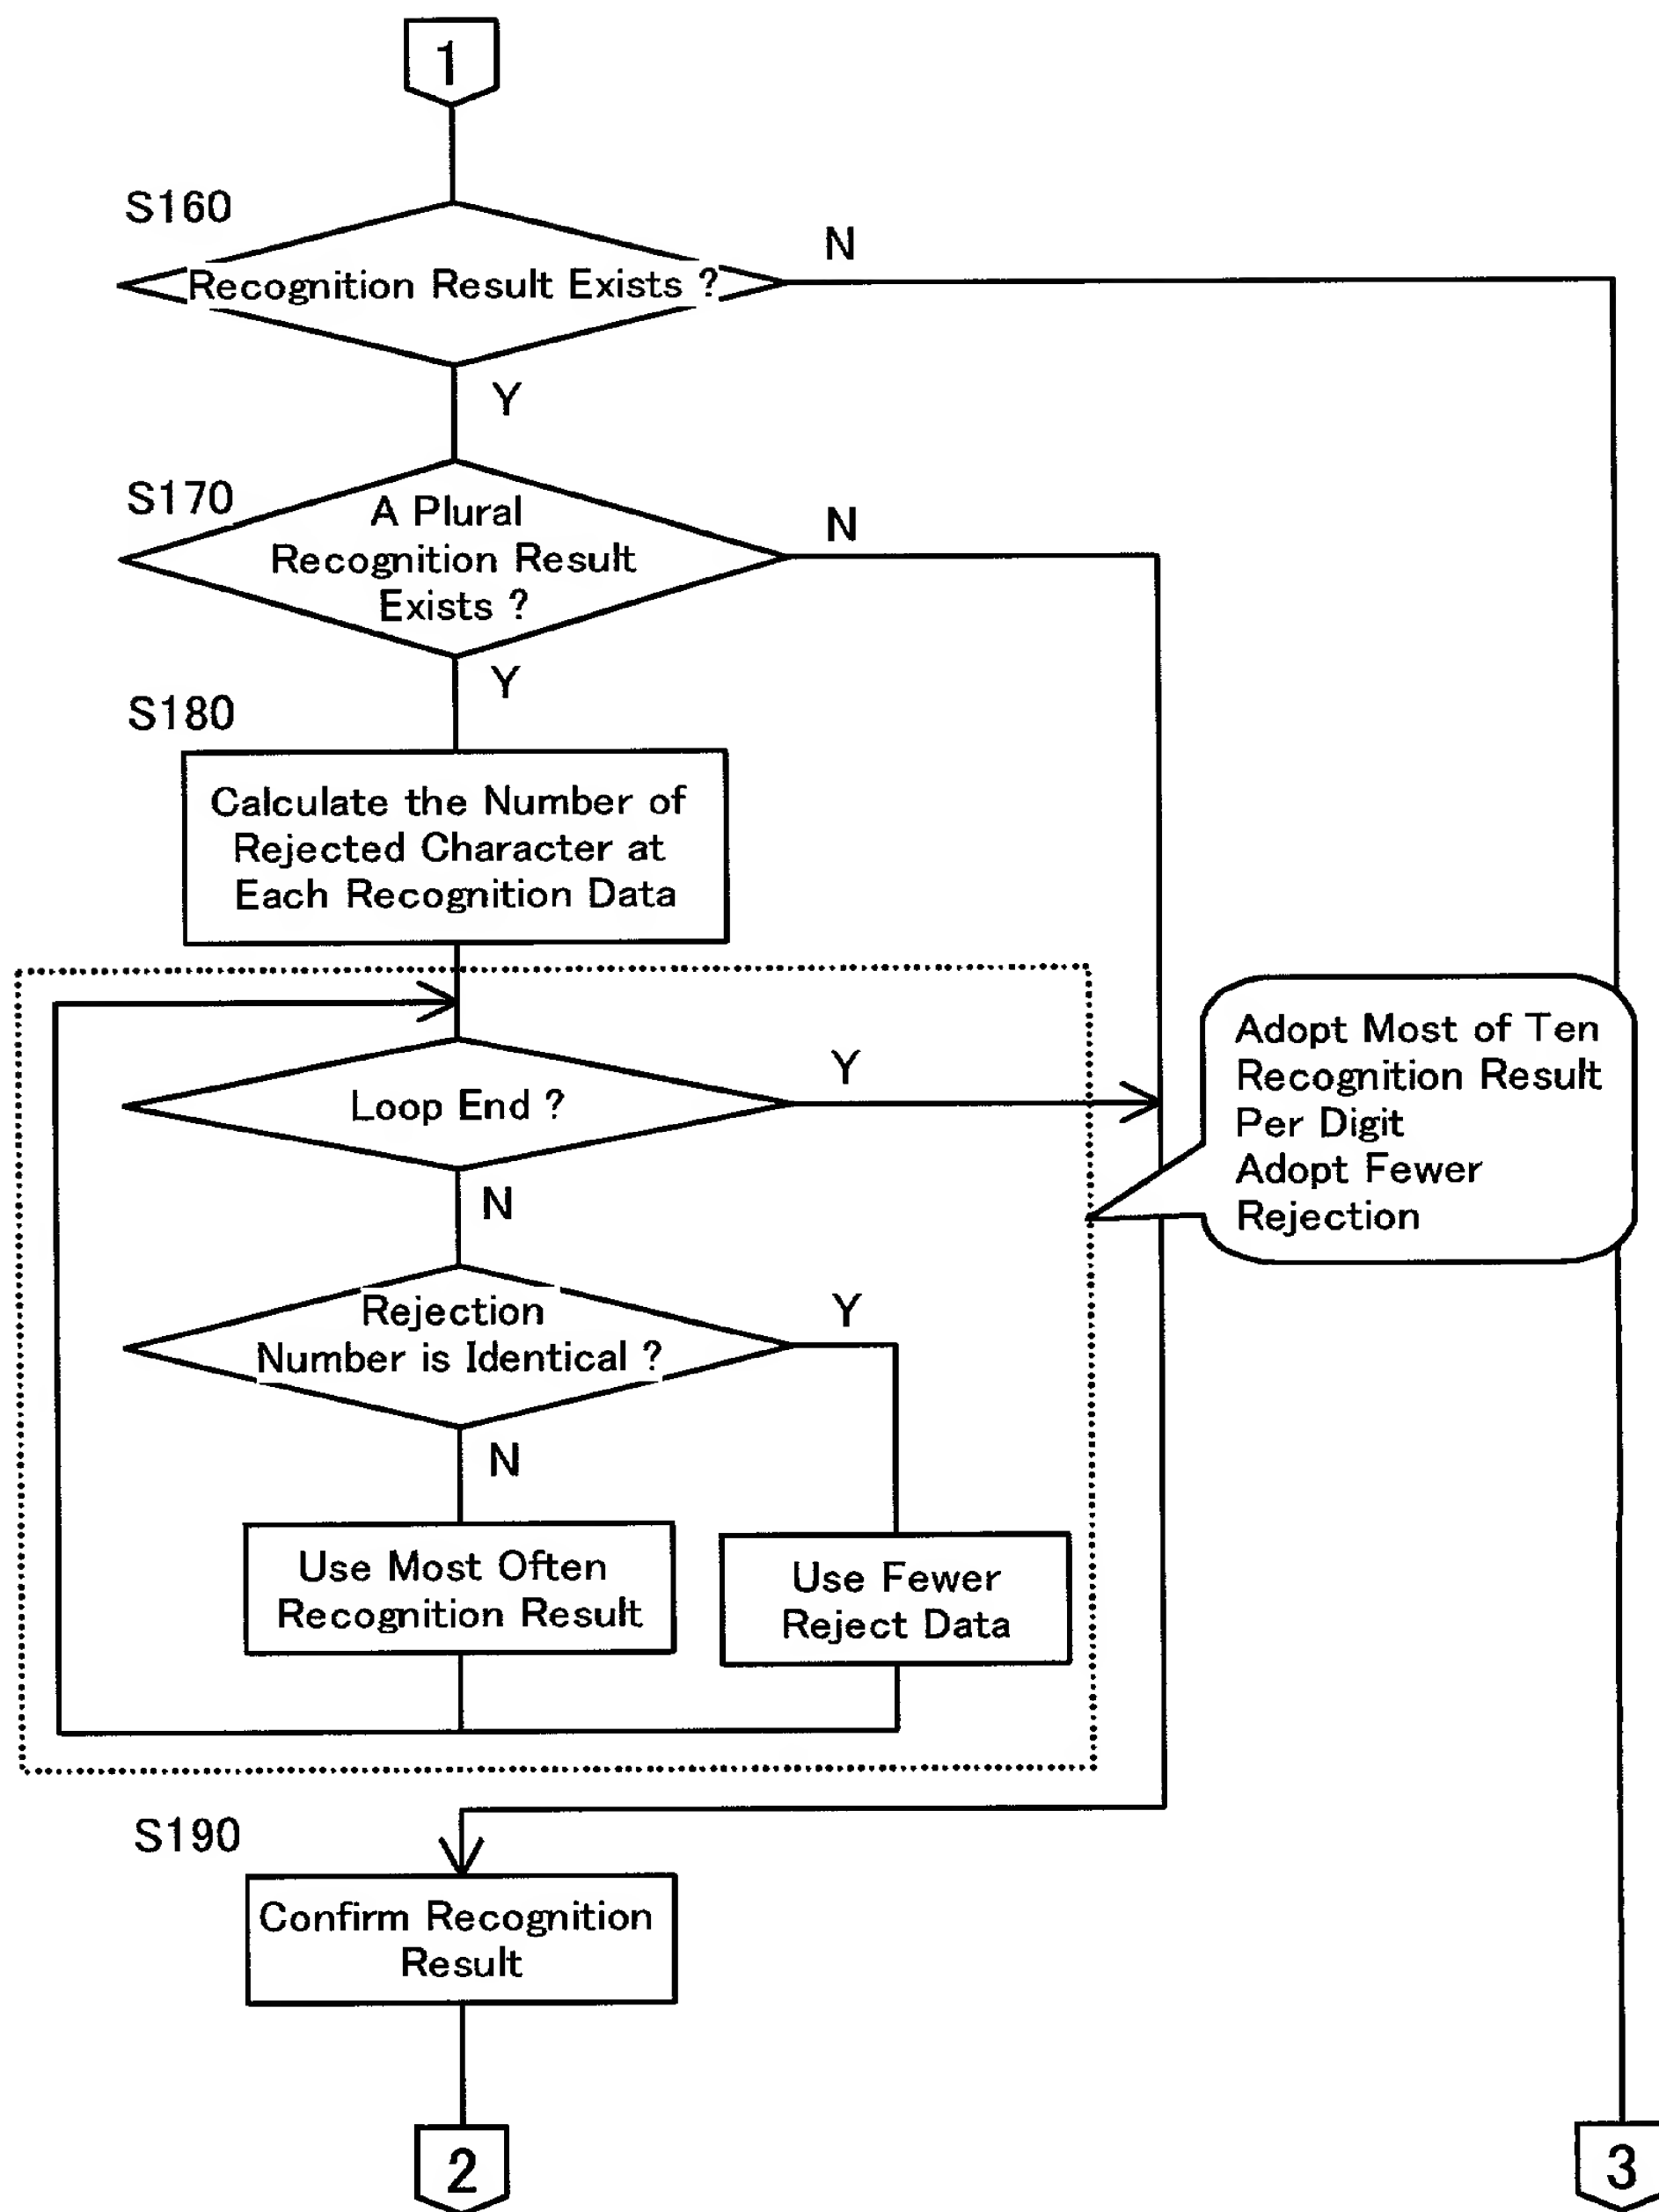 1
S160
N
Recognition Result Exists ?
Y
S170
A Plural
N
Recognition Result
Exists ?
Y
S180
Calculate the Number of
Rejected Character at
Each Recognition Data
Adopt Most of Ten
Recognition Result
Per Digit
Adopt Fewer
Rejection
Y
Loop End ?
N
Rejection
Y
Number is Identical ?
N
Use Most Often
Recognition Result
Use Fewer
Reject Data
S190
Confirm Recognition
Result
2
3